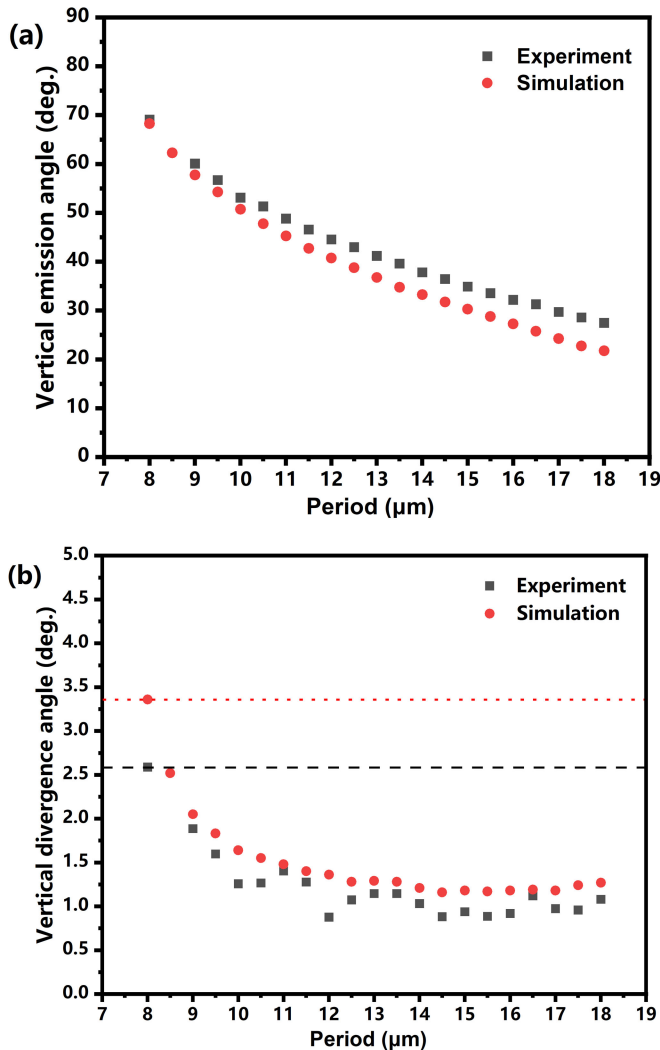 (a)
Experiment
Simulation
Vertical emission angle (deg.)
90
80
70
60
50
40
30
20
10
0
7 8 9 10 11 12 13 14 15 16 17 18 19
Period (μm)
(b)
Experiment
Simulation
Vertical divergence angle (deg.)
5.0
4.5
4.0
3.5
3.0
2.5
2.0
1.5
1.0
0.5
0.0
7 8 9 10 11 12 13 14 15 16 17 18 19
Period (μm)